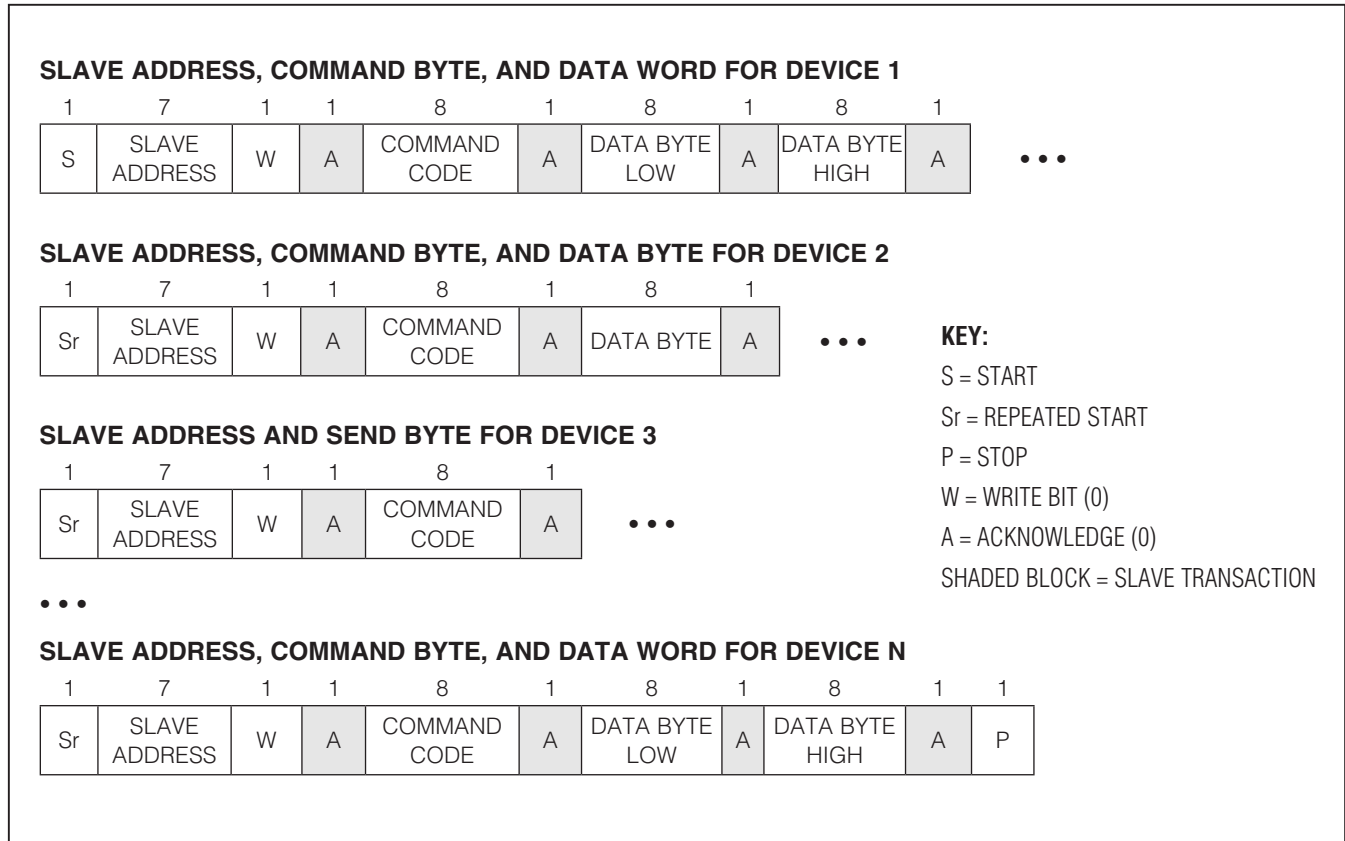 SLAVE ADDRESS, COMMAND BYTE, AND DATA WORD FOR DEVICE 1
1 7 1 1 8 1 8 1 8 1
S SLAVE ADDRESS W A COMMAND CODE A DATA BYTE LOW A DATA BYTE HIGH A •••
SLAVE ADDRESS, COMMAND BYTE, AND DATA BYTE FOR DEVICE 2
1 7 1 1 8 1 8 1
Sr SLAVE ADDRESS W A COMMAND CODE A DATA BYTE A •••
SLAVE ADDRESS AND SEND BYTE FOR DEVICE 3
1 7 1 1 8 1
Sr SLAVE ADDRESS W A COMMAND CODE A •••
•••
SLAVE ADDRESS, COMMAND BYTE, AND DATA WORD FOR DEVICE N
1 7 1 1 8 1 8 1 8 1 1
Sr SLAVE ADDRESS W A COMMAND CODE A DATA BYTE LOW A DATA BYTE HIGH A P
KEY:
S = START
Sr = REPEATED START
P = STOP
W = WRITE BIT (0)
A = ACKNOWLEDGE (0)
SHADED BLOCK = SLAVE TRANSACTION